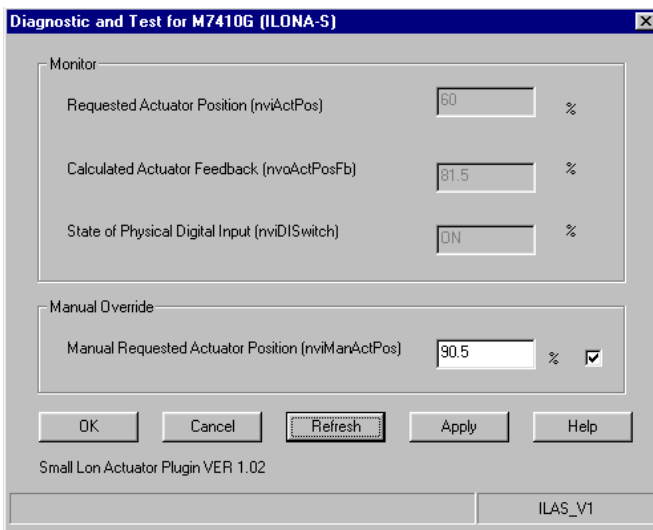 Diagnostic and Test for M7410G (ILONA-S)
Monitor
Requested Actuator Position (nviActPos) 60 %
Calculated Actuator Feedback (nvoActPosFb) 81.5 %
State of Physical Digital Input (nviDISwitch) ON %
Manual Override
Manual Requested Actuator Position (nviManActPos) 90.5 %
OK Cancel Refresh Apply Help
Small Lon Actuator Plugin VER 1.02
ILAS_V1